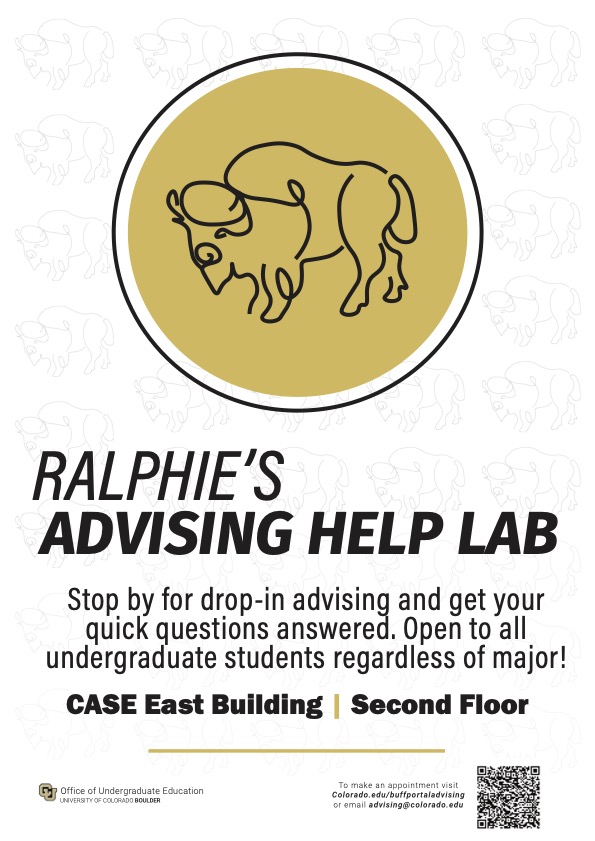 RALPHIE'S
ADVISING HELP LAB
Stop by for drop-in advising and get your
quick questions answered. Open to all
undergraduate students regardless of major!
CASE East Building | Second Floor
CU
Office of Undergraduate Education
UNIVERSITY OF COLORADO BOULDER
To make an appointment visit
Colorado.edu/buffportaladvising
or email advising@colorado.edu